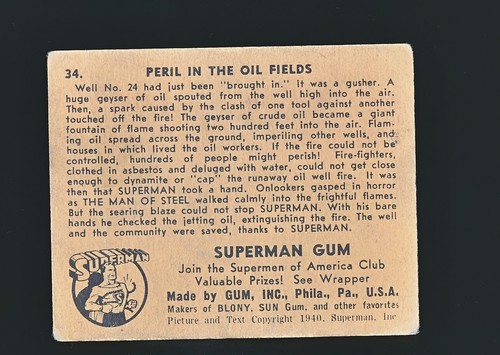 34. PERIL IN THE OIL FIELDS
Well No. 24 had just been "brought in." It was a gusher. A
huge geyser of oil spouted from the well high into the air.
Then, a spark caused by the clash of one tool against another
touched off the fire! The geyser of crude oil became a giant
fountain of flame shooting two hundred feet into the air. Flam-
ing oil spread across the ground, imperiling other wells, and
houses in which lived the oil workers. If the fire could not be
controlled, hundreds of people might perish! Fire-fighters,
clothed in asbestos and deluged with water, could not get close
enough to dynamite or "cap" the runaway oil well fire. It was
then that SUPERMAN took a hand. Onlookers gasped in horror
as THE MAN OF STEEL walked calmly into the frightful flames.
But the searing blaze could not stop SUPERMAN. With his bare
hands he checked the jetting oil, extinguishing the fire. The well
and the community were saved, thanks to SUPERMAN.
SUPERMAN
SUPERMAN GUM
Join the Supermen of America Club
Valuable Prizes! See Wrapper
Made by GUM, INC., Phila., Pa., U.S.A.
Makers of BLONY, SUN Gum, and other favorites
Picture and Text Copyright 1940, Superman, Inc